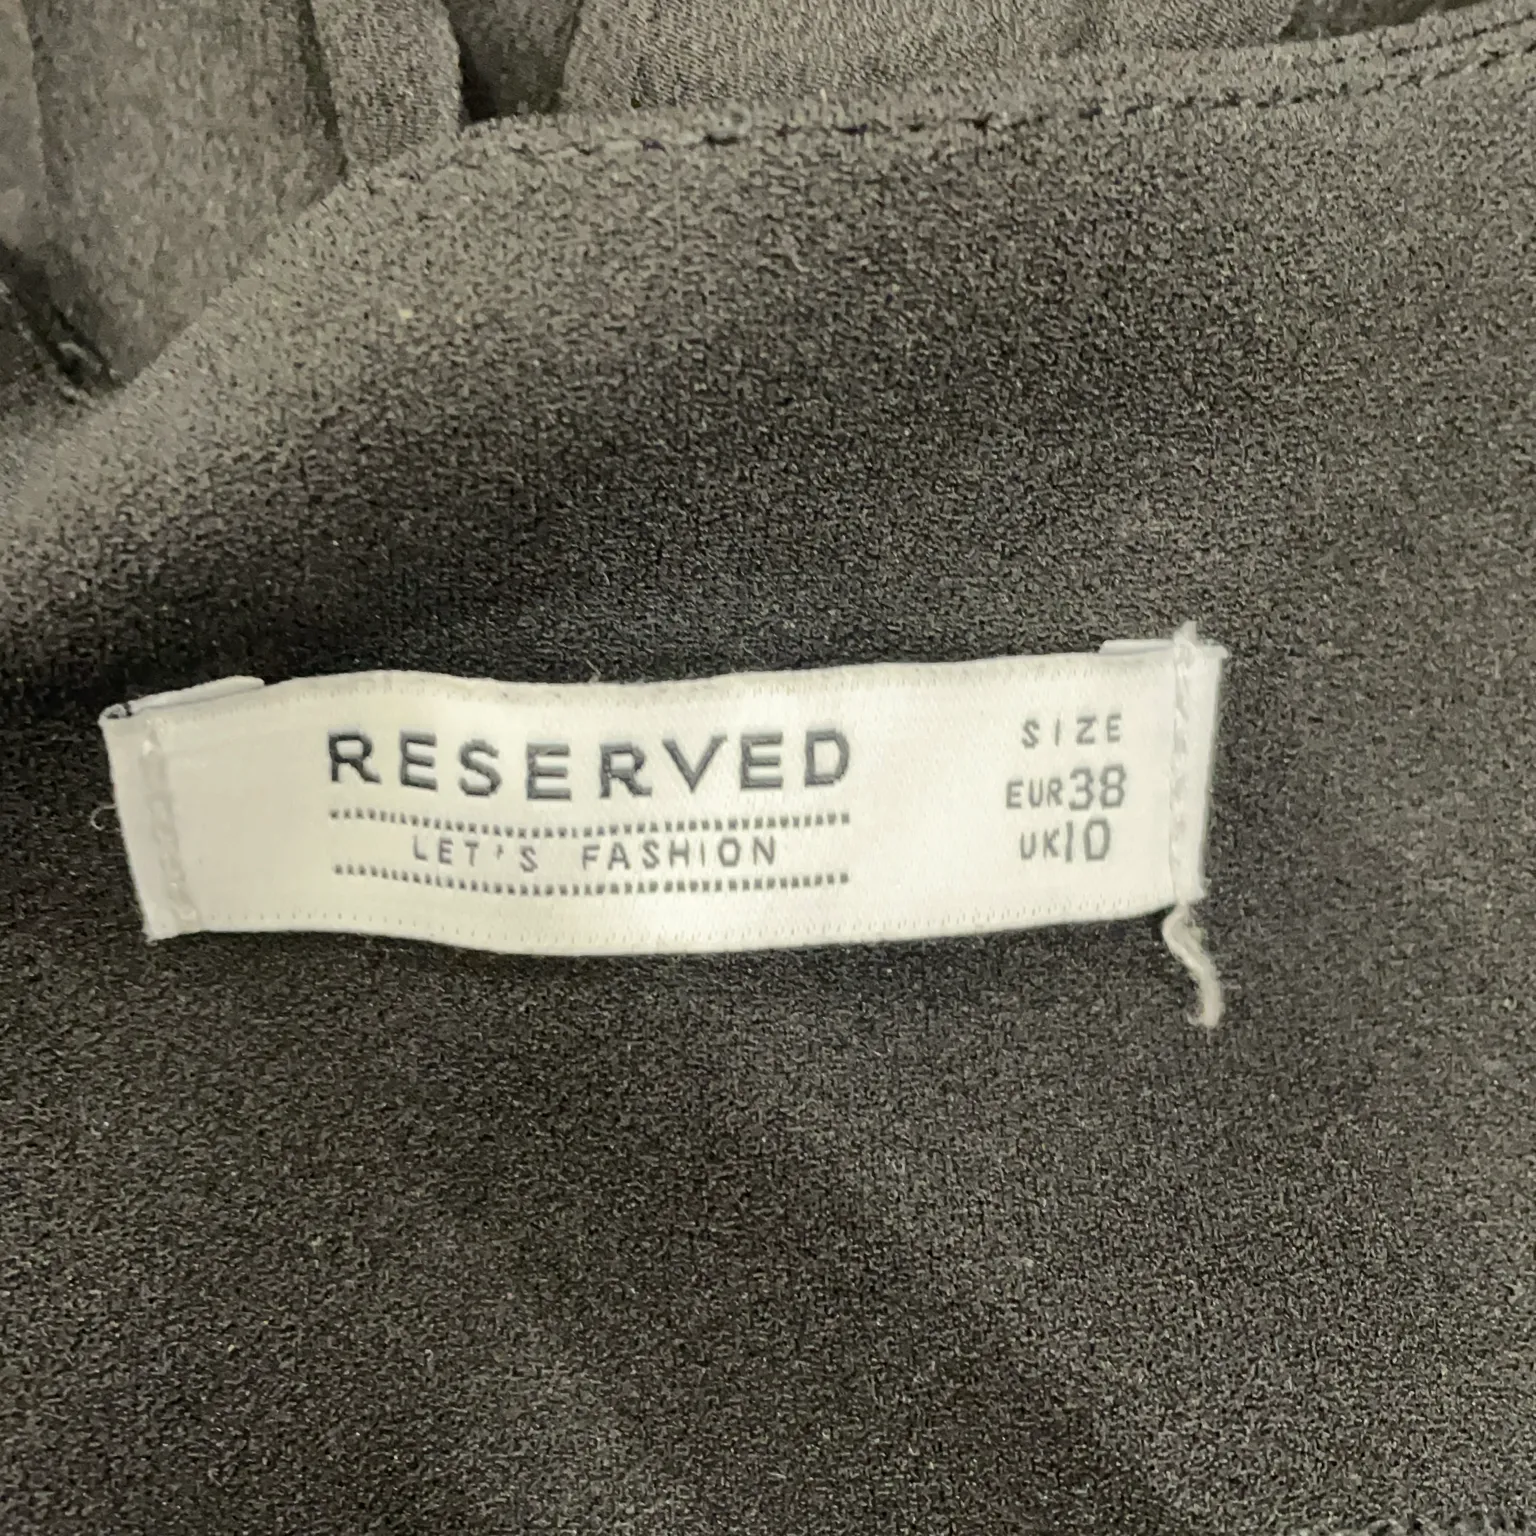 RESERVED
LET'S FASHION
SIZE
EUR38
UK10